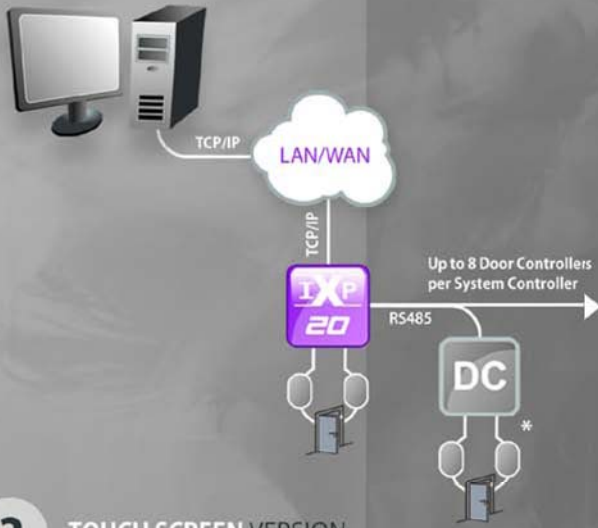 TCP/IP
LAN/WAN
TCP/IP
Up to 8 Door Controllers
per System Controller
IXP
20
RS485
DC
*
2
TOUCH SCREEN VERSION